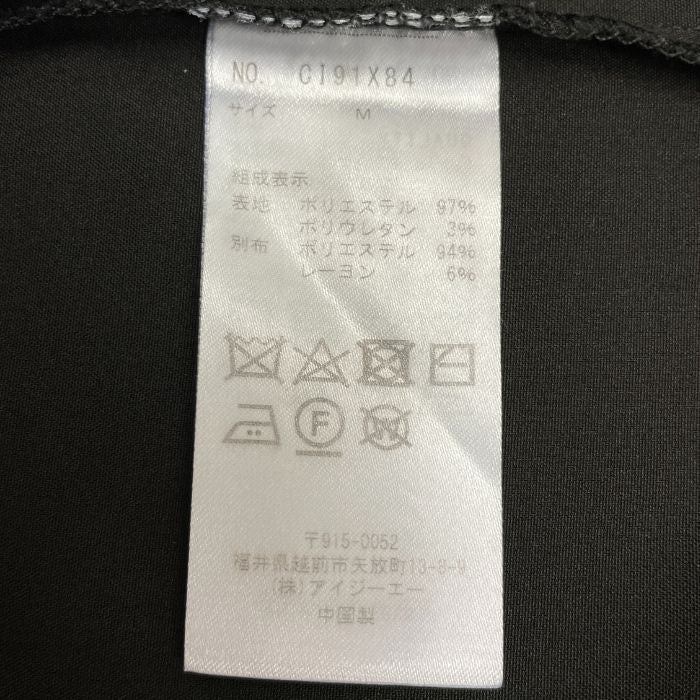 NO. CI91X84
サイズ M
組成表示
表地 ポリエステル 97%
ポリウレタン 3%
別布 ポリエステル 94%
レーヨン 6%
F
W
〒915-0052
福井県越前市矢放町13-8-9
(株)アイジーエー
中国製